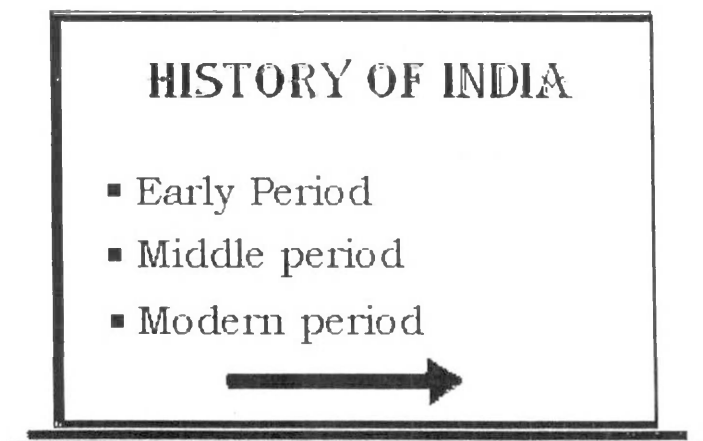 HISTORY OF INDIA
▪ Early Period
▪ Middle period
▪ Modern period